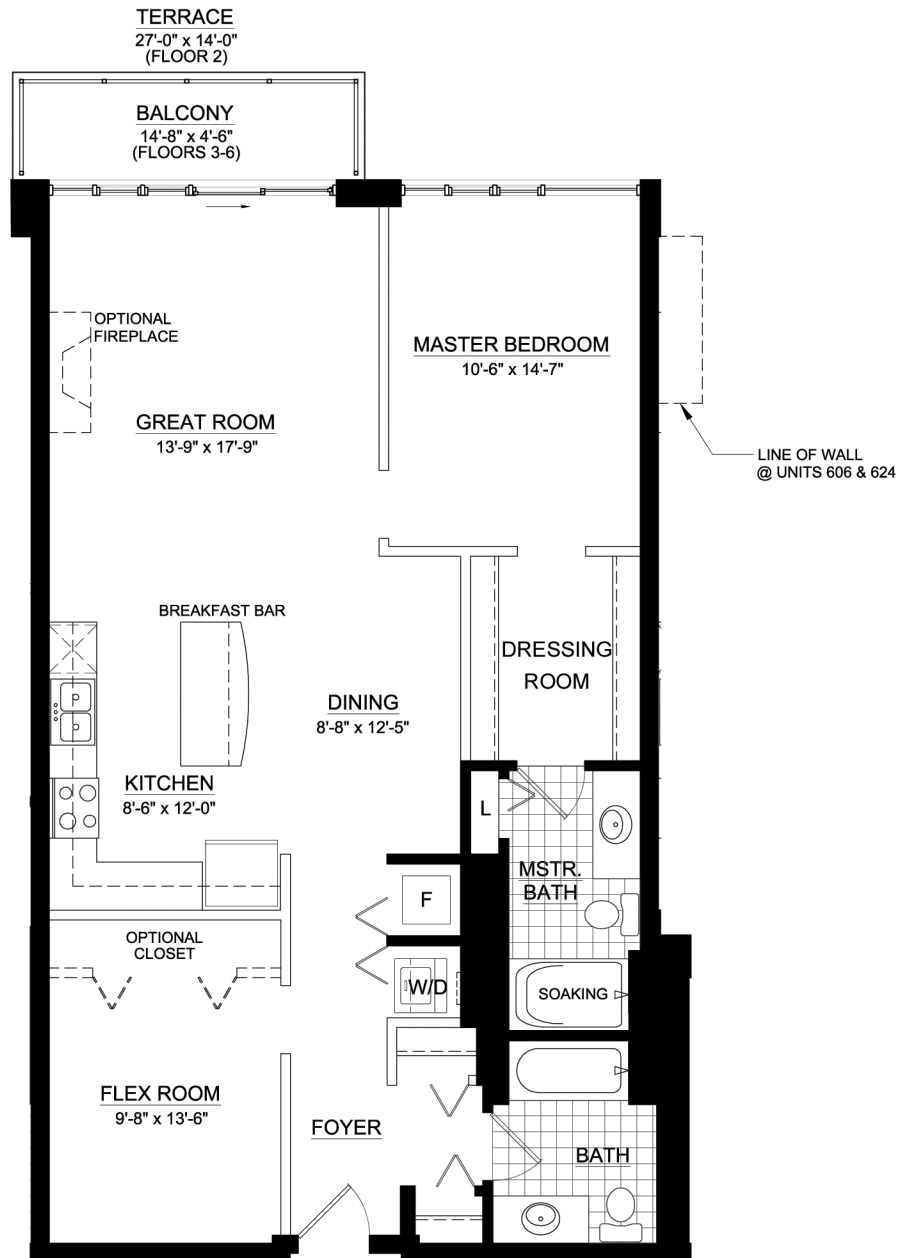 TERRACE
27'-0" x 14'-0"
(FLOOR 2)
BALCONY
14'-8" x 4'-6"
(FLOORS 3-6)
OPTIONAL
FIREPLACE
MASTER BEDROOM
10'-6" x 14'-7"
GREAT ROOM
13'-9" x 17'-9"
LINE OF WALL
@ UNITS 606 & 624
BREAKFAST BAR
DRESSING
ROOM
DINING
8'-8" x 12'-5"
KITCHEN
8'-6" x 12'-0"
L
MSTR.
BATH
F
OPTIONAL
CLOSET
W/D
SOAKING
FLEX ROOM
9'-8" x 13'-6"
FOYER
BATH